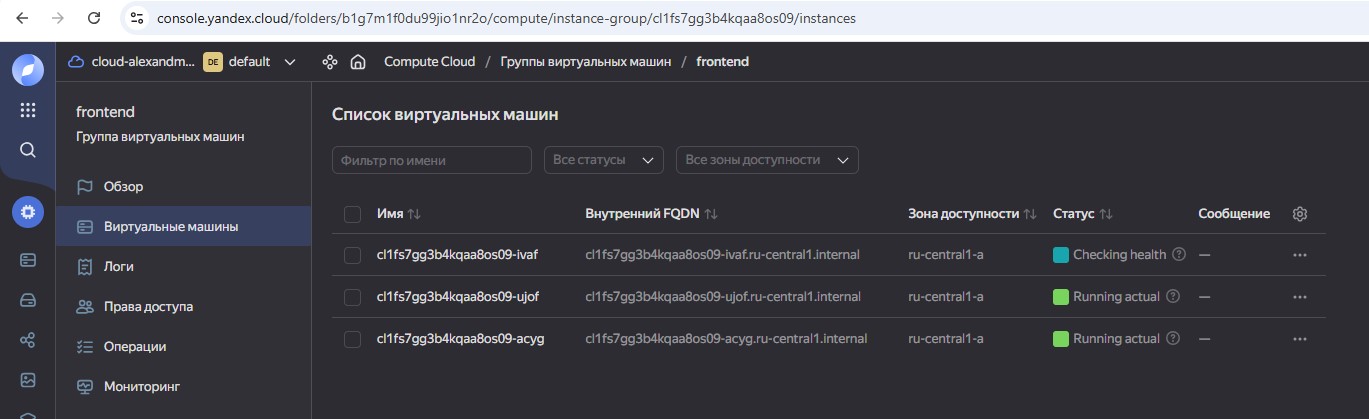 console.yandex.cloud/folders/b1g7m1f0du99jio1nr2o/compute/instance-group/cl1fs7gg3b4kqaa8os09/instances
cloud-alexandm... DE default Compute Cloud / Группы виртуальных машин / frontend
frontend
Группа виртуальных машин
Обзор
Виртуальные машины
Логи
Права доступа
Операции
Мониторинг
Список виртуальных машин
Фильтр по имени Все статусы Все зоны доступности
Имя Внутренний FQDN Зона доступности Статус Сообщение
cl1fs7gg3b4kqaa8os09-ivaf cl1fs7gg3b4kqaa8os09-ivaf.ru-central1.internal ru-central1-a Checking health —
cl1fs7gg3b4kqaa8os09-ujof cl1fs7gg3b4kqaa8os09-ujof.ru-central1.internal ru-central1-a Running actual —
cl1fs7gg3b4kqaa8os09-acyg cl1fs7gg3b4kqaa8os09-acyg.ru-central1.internal ru-central1-a Running actual —